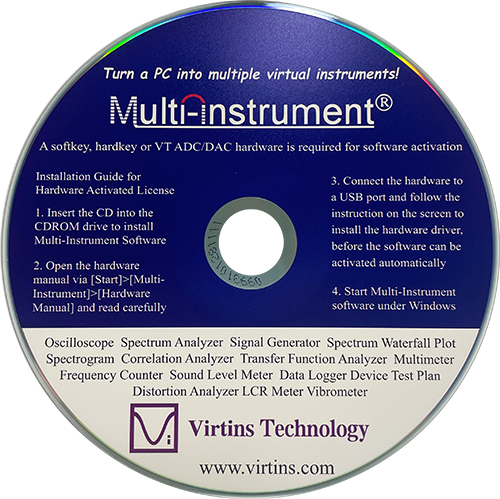 Turn a PC into multiple virtual instruments!
Multi-instrument®
A softkey, hardkey or VT ADC/DAC hardware is required for software activation
Installation Guide for
Hardware Activated License
1. Insert the CD into the
CDROM drive to install
Multi-Instrument Software
2. Open the hardware
manual via [Start]>[Multi-
Instrument]>[Hardware
Manual] and read carefully
3. Connect the hardware to
a USB port and follow the
instruction on the screen to
install the hardware driver,
before the software can be
activated automatically
4. Start Multi-Instrument
software under Windows
Oscilloscope Spectrum Analyzer Signal Generator Spectrum Waterfall Plot
Spectrogram Correlation Analyzer Transfer Function Analyzer Multimeter
Frequency Counter Sound Level Meter Data Logger Device Test Plan
Distortion Analyzer LCR Meter Vibrometer
Vi
Virtins Technology
www.virtins.com